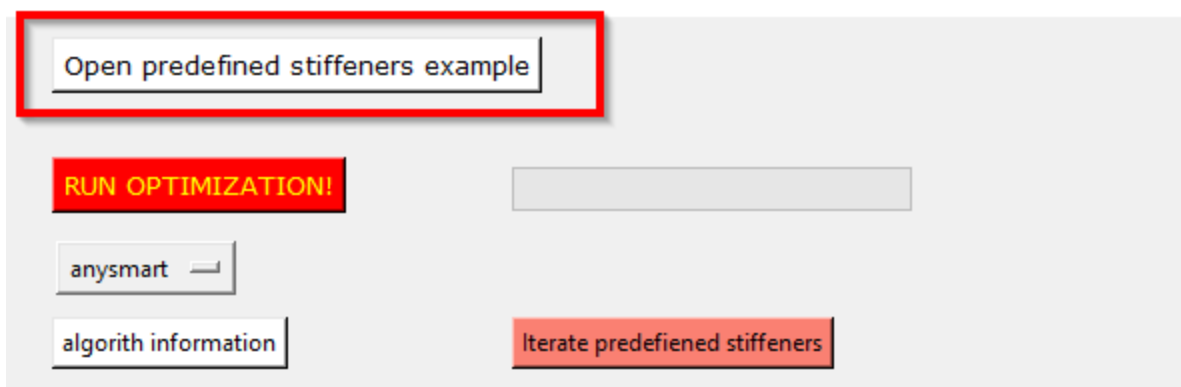 Open predefined stiffeners example
RUN OPTIMIZATION!
anysmart
algorith information
Iterate predefiened stiffeners